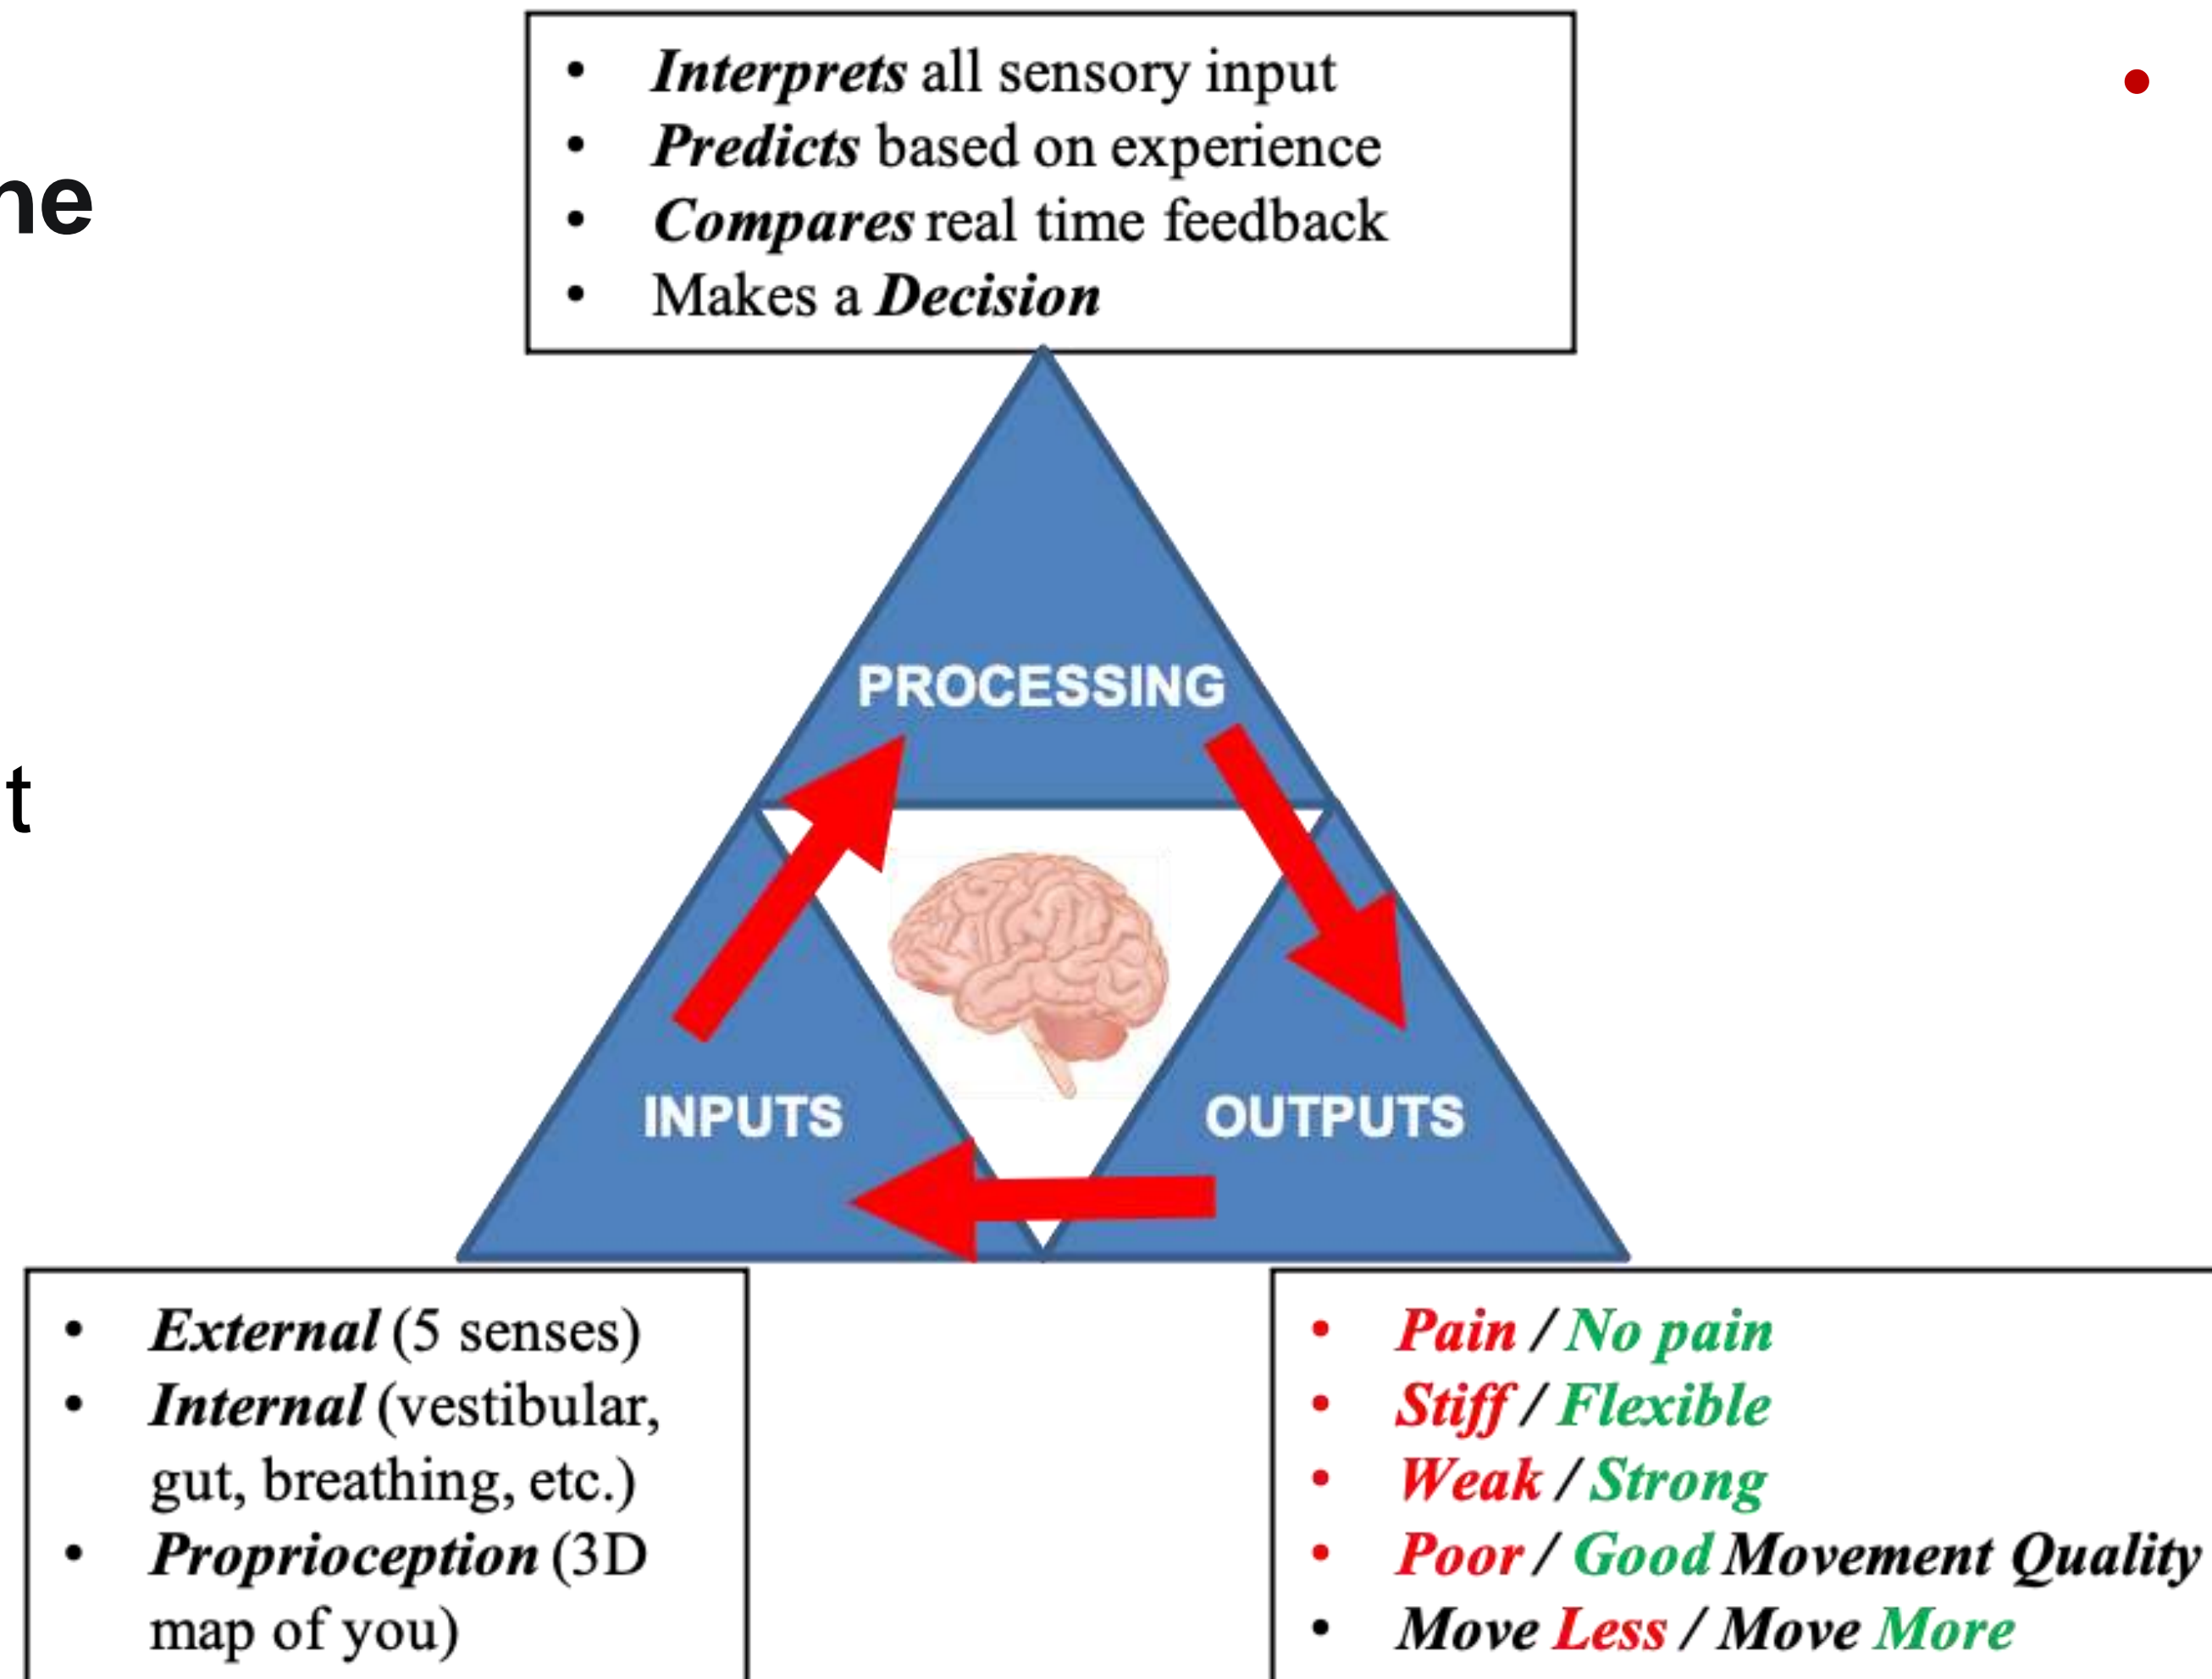 • Interprets all sensory input
• Predicts based on experience
• Compares real time feedback
• Makes a Decision
•
ne
t
PROCESSING
INPUTS
OUTPUTS
• External (5 senses)
• Internal (vestibular,
gut, breathing, etc.)
• Proprioception (3D
map of you)
• Pain / No pain
• Stiff / Flexible
• Weak / Strong
• Poor / Good Movement Quality
• Move Less / Move More